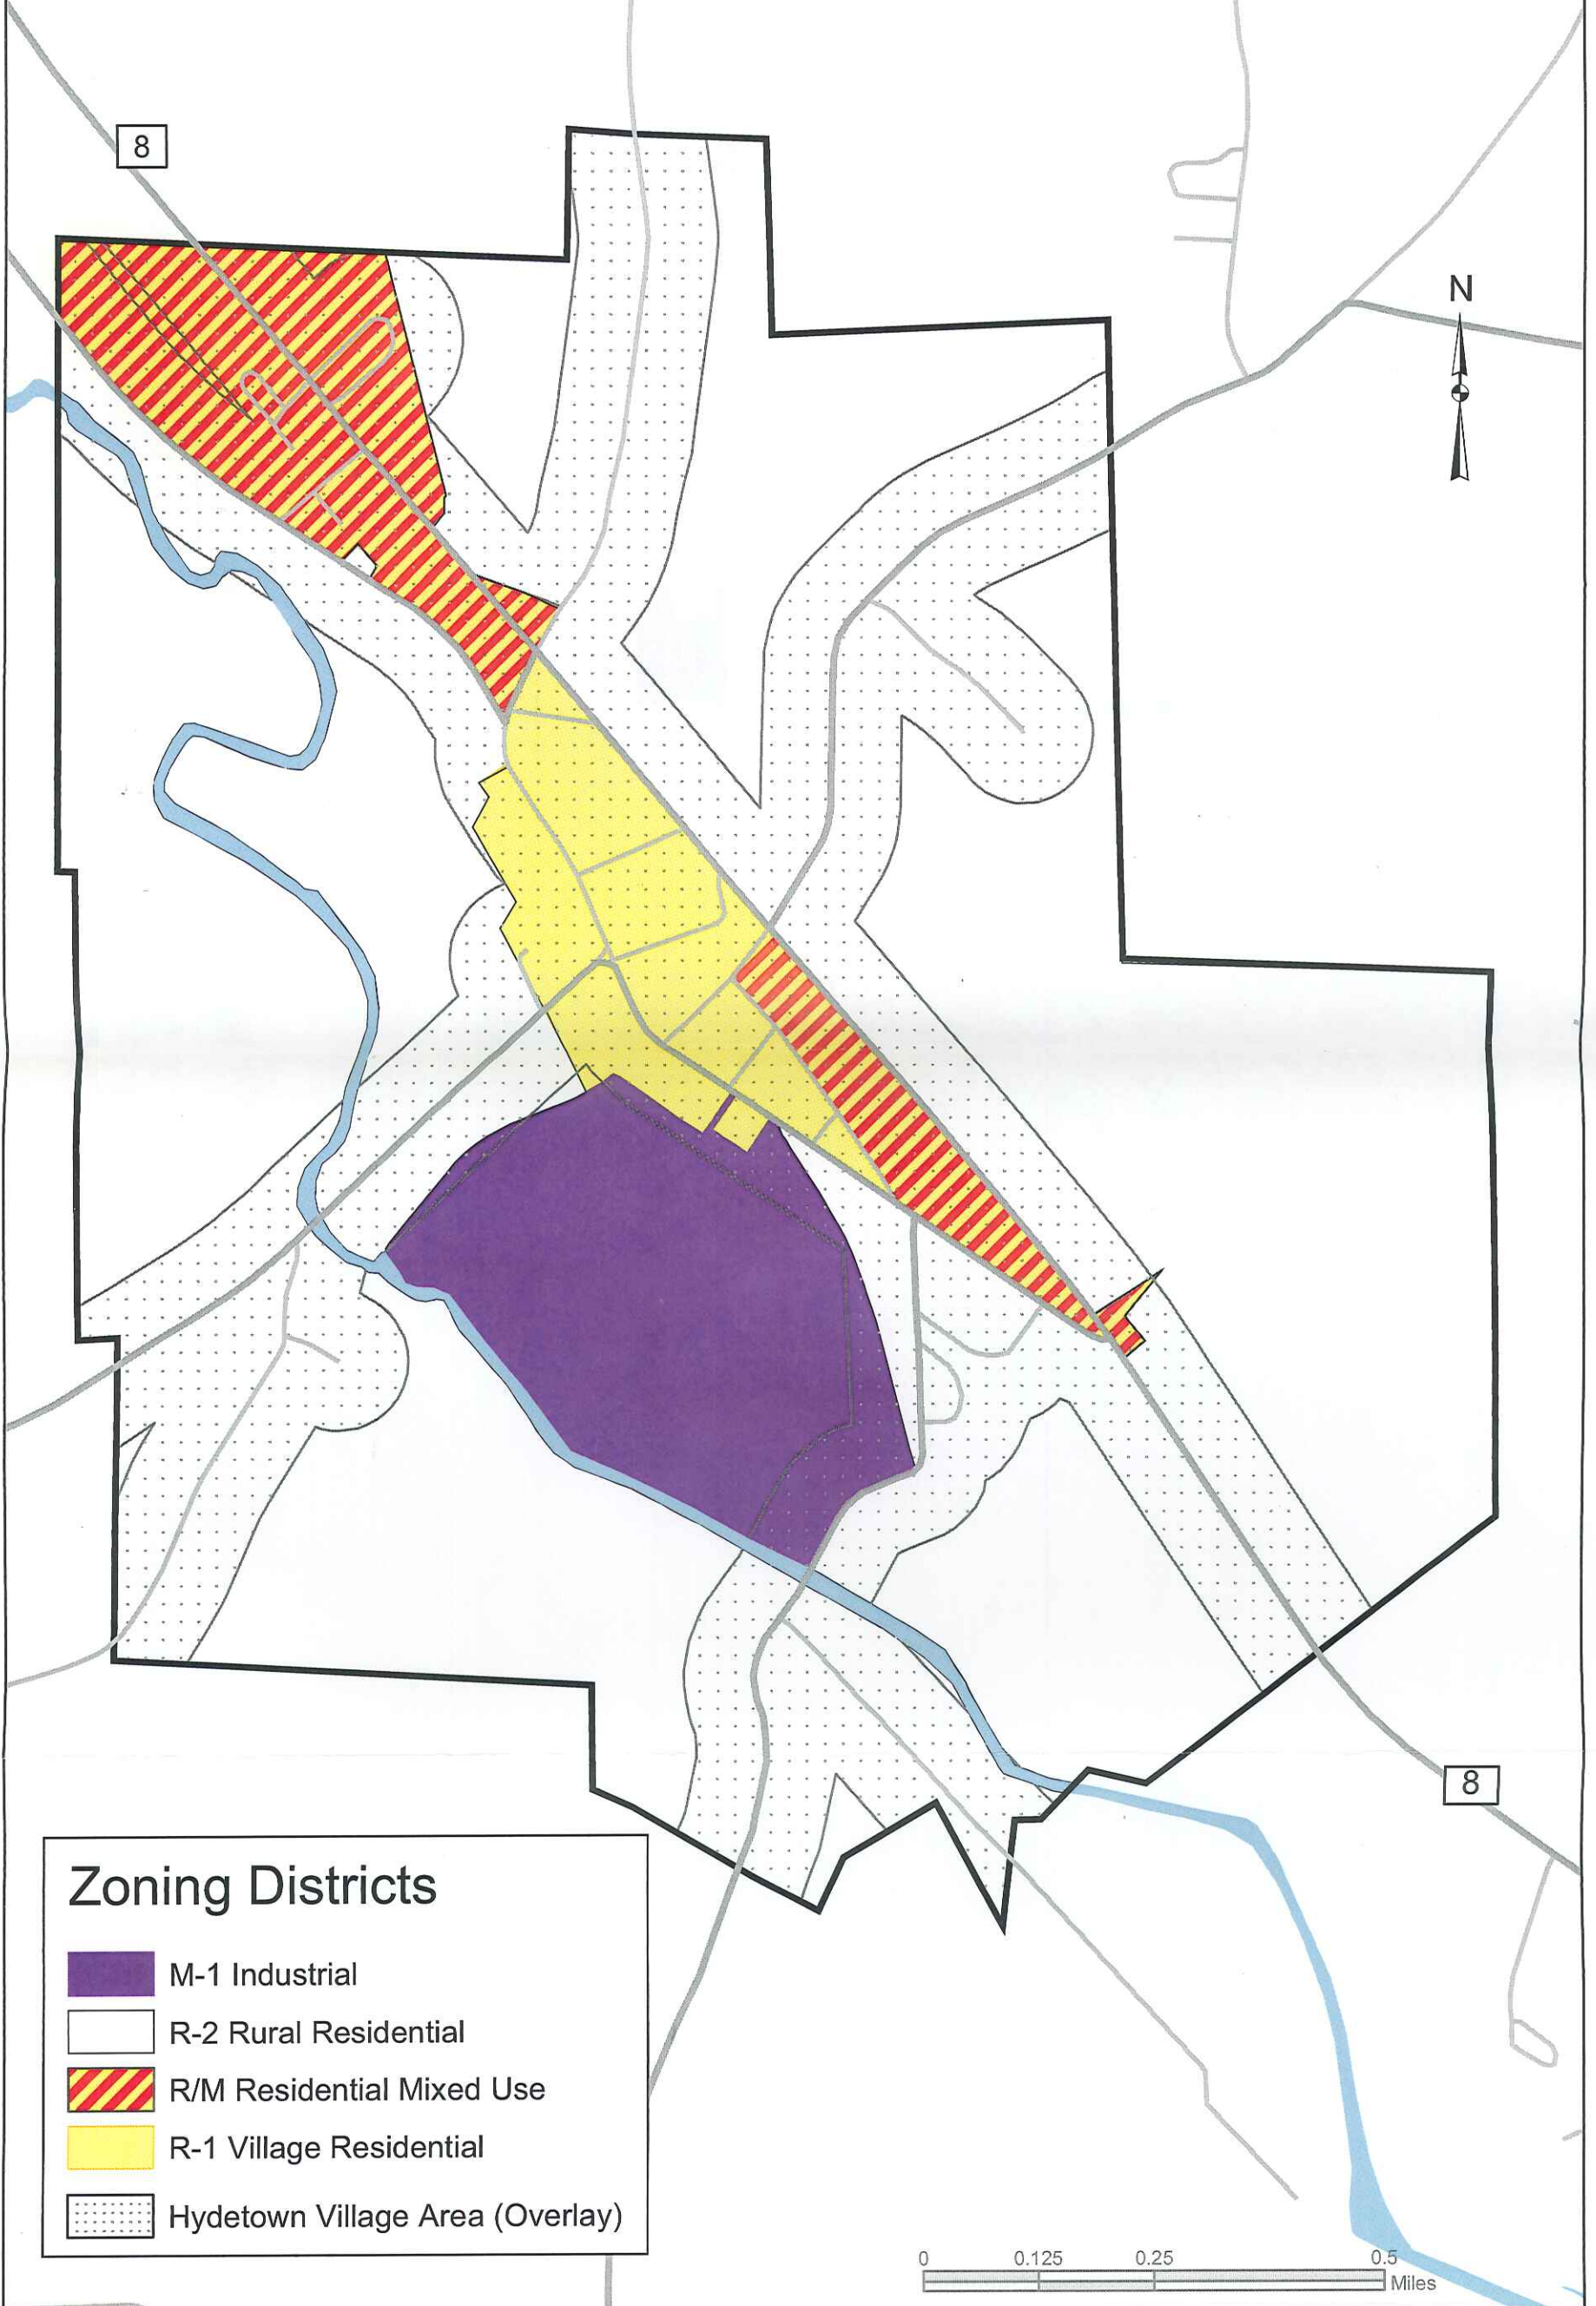 8
N
8
Zoning Districts
M-1 Industrial
R-2 Rural Residential
R/M Residential Mixed Use
R-1 Village Residential
Hydetown Village Area (Overlay)
0 0.125 0.25 0.5
Miles